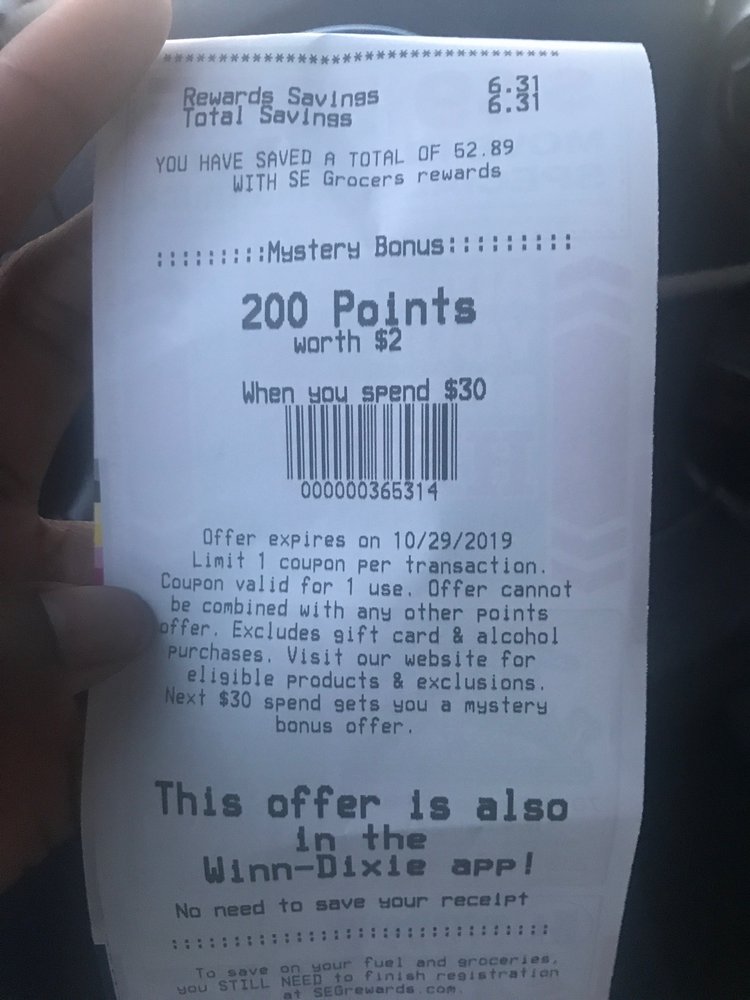 ************************************************
Rewards Savings 6.31
Total Savings 6.31
YOU HAVE SAVED A TOTAL OF 52.89
WITH SE Grocers rewards
:::::::::Mystery Bonus:::::::::
200 Points
worth $2
When you spend $30
000000365314
Offer expires on 10/29/2019
Limit 1 coupon per transaction.
Coupon valid for 1 use. Offer cannot
be combined with any other points
offer. Excludes gift card & alcohol
purchases. Visit our website for
eligible products & exclusions.
Next $30 spend gets you a mystery
bonus offer.
This offer is also
in the
Winn-Dixie app!
No need to save your receipt
:::::::::::::::::::::::::::::::
To save on your fuel and groceries,
you STILL NEED to finish registration
at SEGrewards.com.